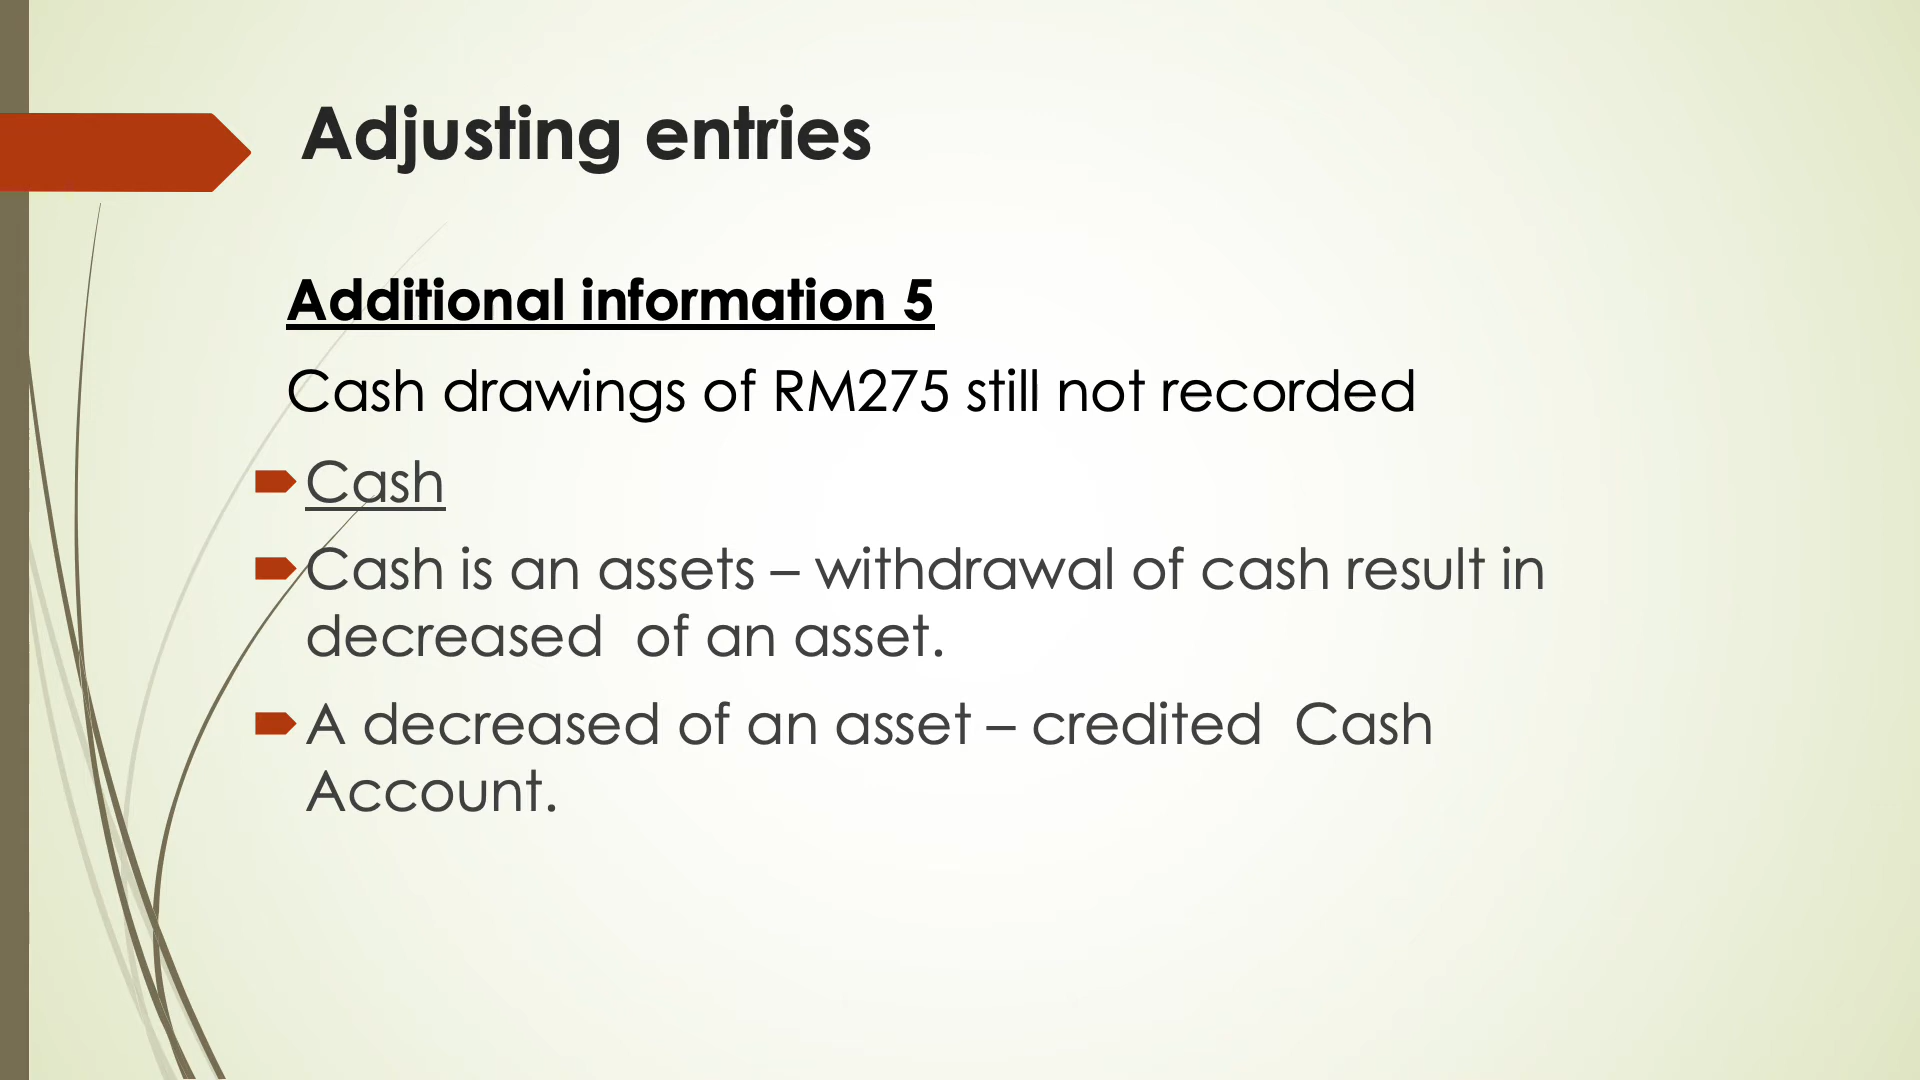 Adjusting entries
Additional information 5
Cash drawings of RM275 still not recorded
Cash
Cash is an assets – withdrawal of cash result in
decreased  of an asset.
A decreased of an asset – credited  Cash
Account.